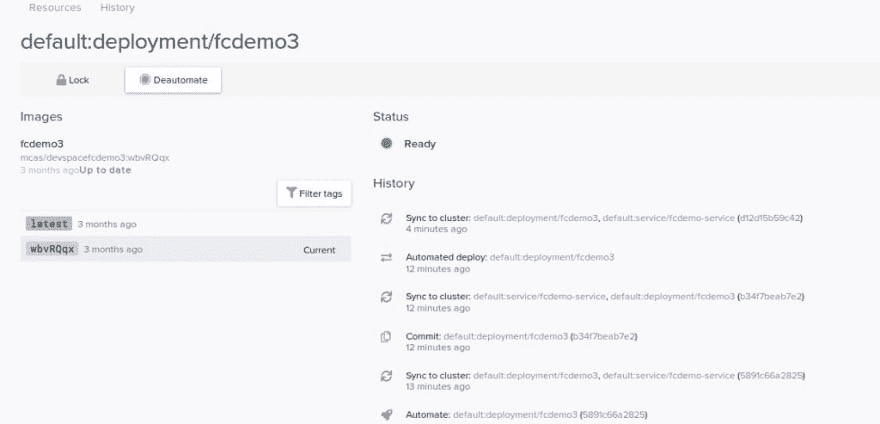 Resources History
default:deployment/fcdemo3
Lock Deautomate
Images
fcdemo3
mcas/devspacefcdemo3:wbvRQqx
3 months agoUp to date
Filter tags
latest 3 months ago
wbvRQqx 3 months ago Current
Status
Ready
History
Sync to cluster: default:deployment/fcdemo3, default:service/fcdemo-service (d12d15b59c42)
4 minutes ago
Automated deploy: default:deployment/fcdemo3
12 minutes ago
Sync to cluster: default:service/fcdemo-service, default:deployment/fcdemo3 (b34f7beab7e2)
12 minutes ago
Commit: default:deployment/fcdemo3 (b34f7beab7e2)
12 minutes ago
Sync to cluster: default:deployment/fcdemo3, default:service/fcdemo-service (5891c66a2825)
13 minutes ago
Automate: default:deployment/fcdemo3 (5891c66a2825)